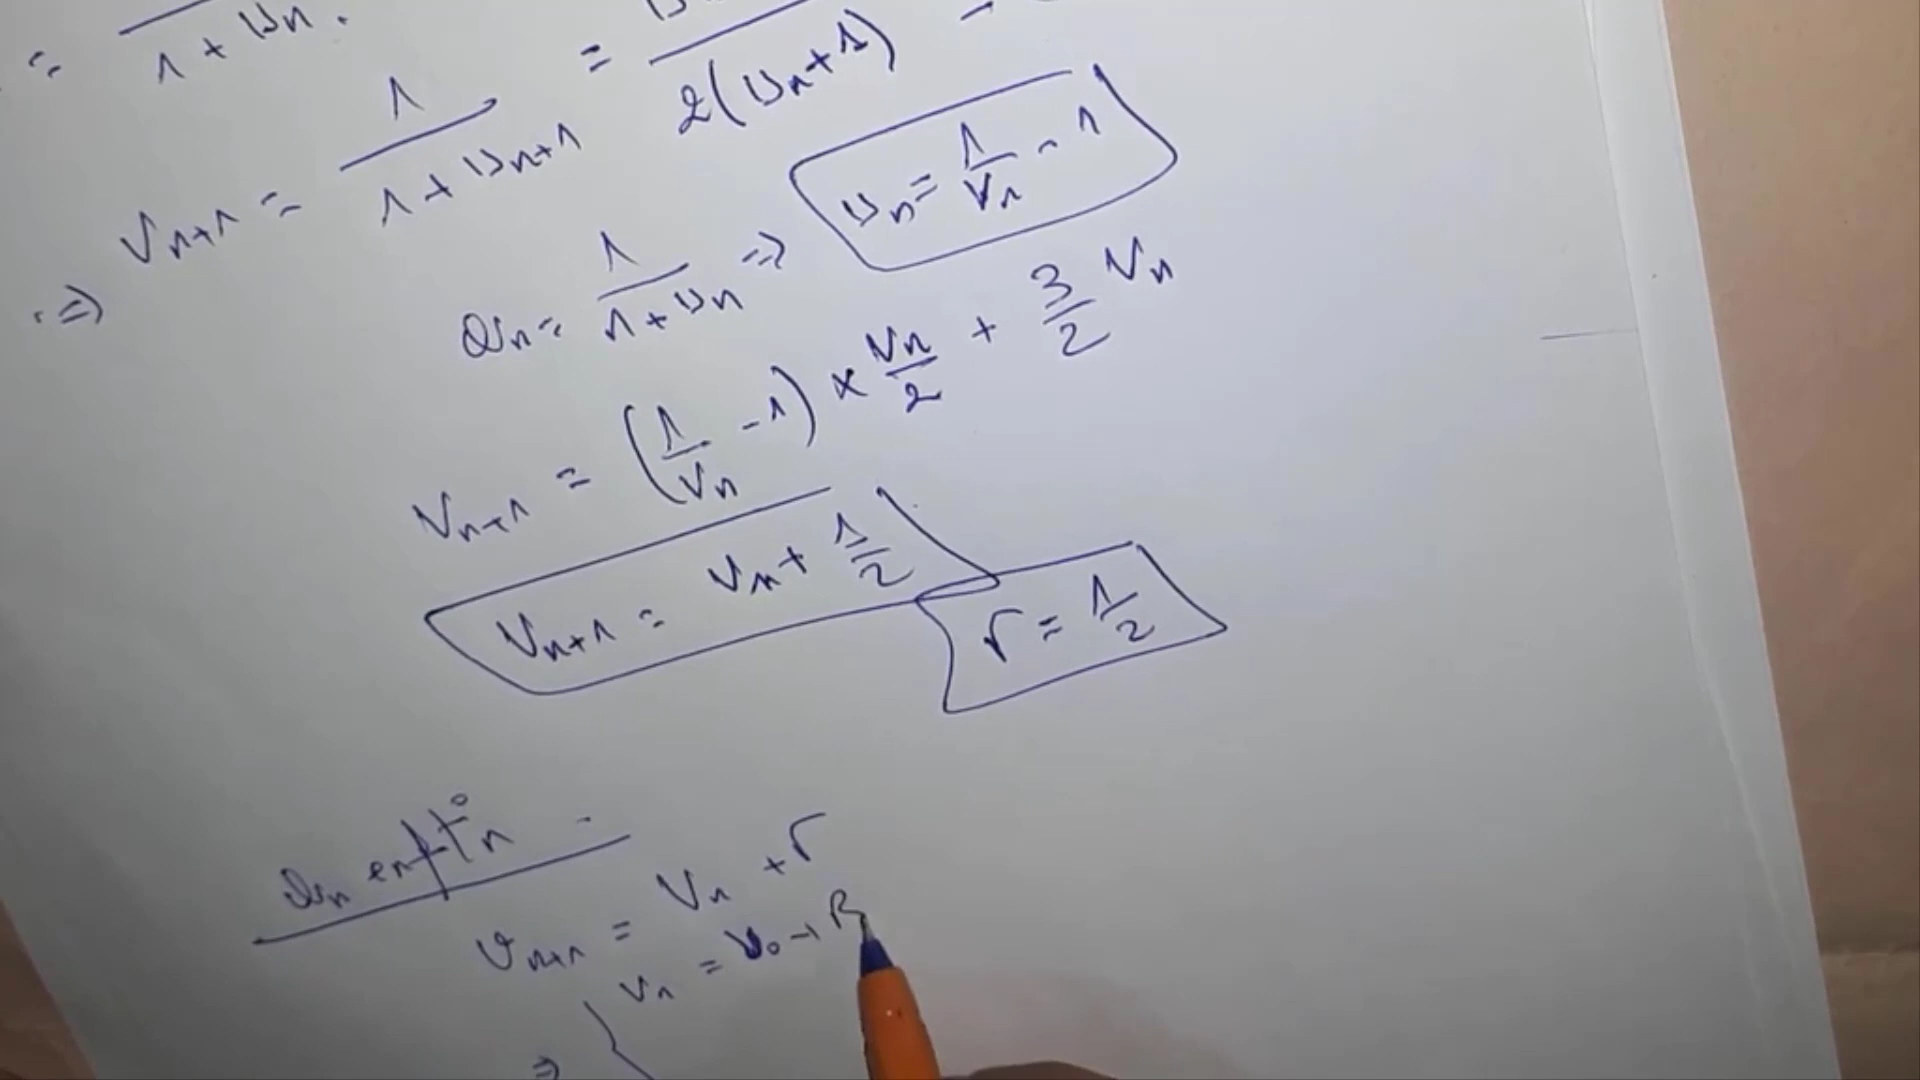 = 1 + Un .
=> Vn+1 = 1 / 1 + Un+1 = 2(Un+1)
Vn = 1 / 1 + Un => Un = 1/Vn - 1
Vn+1 = (1/Vn - 1) × Vn/2 + 3/2 Vn
Vn+1 = Vn + 1/2
r = 1/2
Vn en f t° n :
Vn+1 = Vn + r
=> { V1 = V0 + r